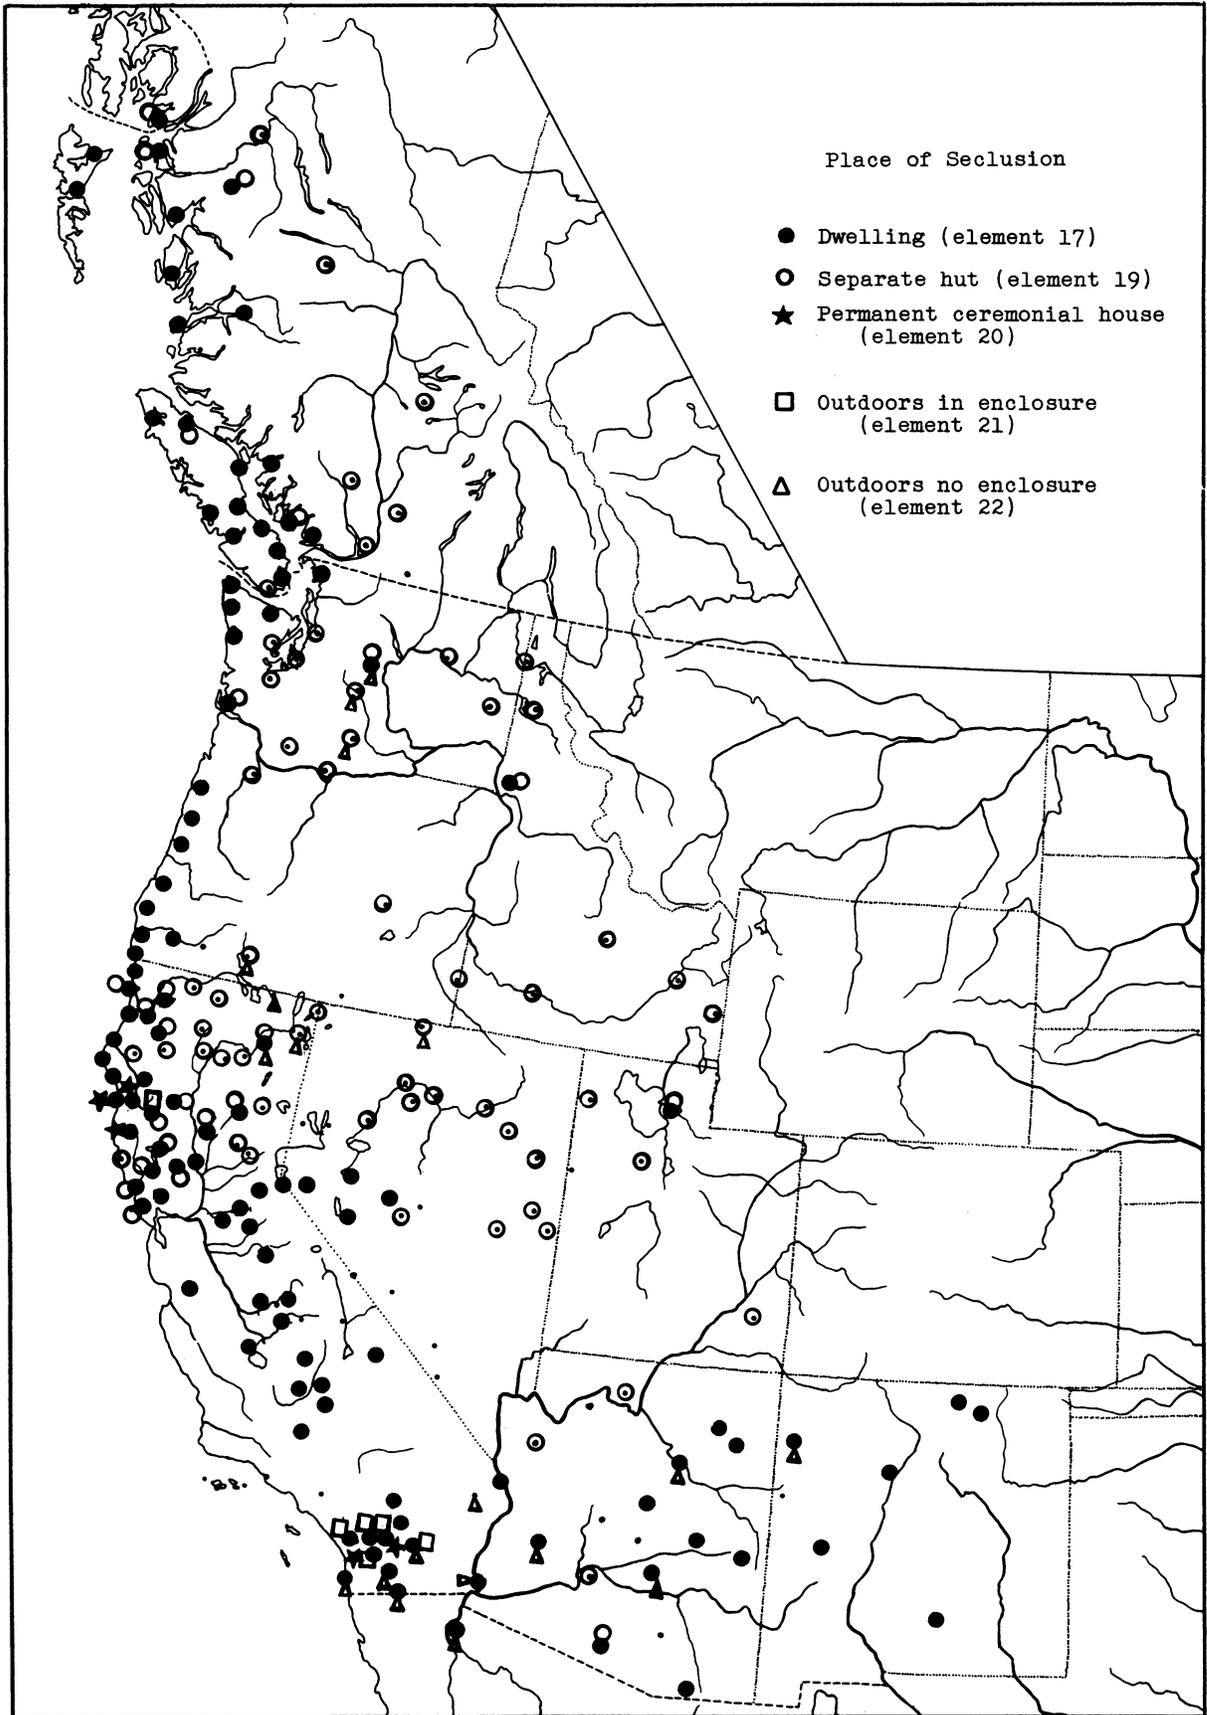 Place of Seclusion
Dwelling (element 17)
Separate hut (element 19)
Permanent ceremonial house
(element 20)
Outdoors in enclosure
(element 21)
Outdoors no enclosure
(element 22)